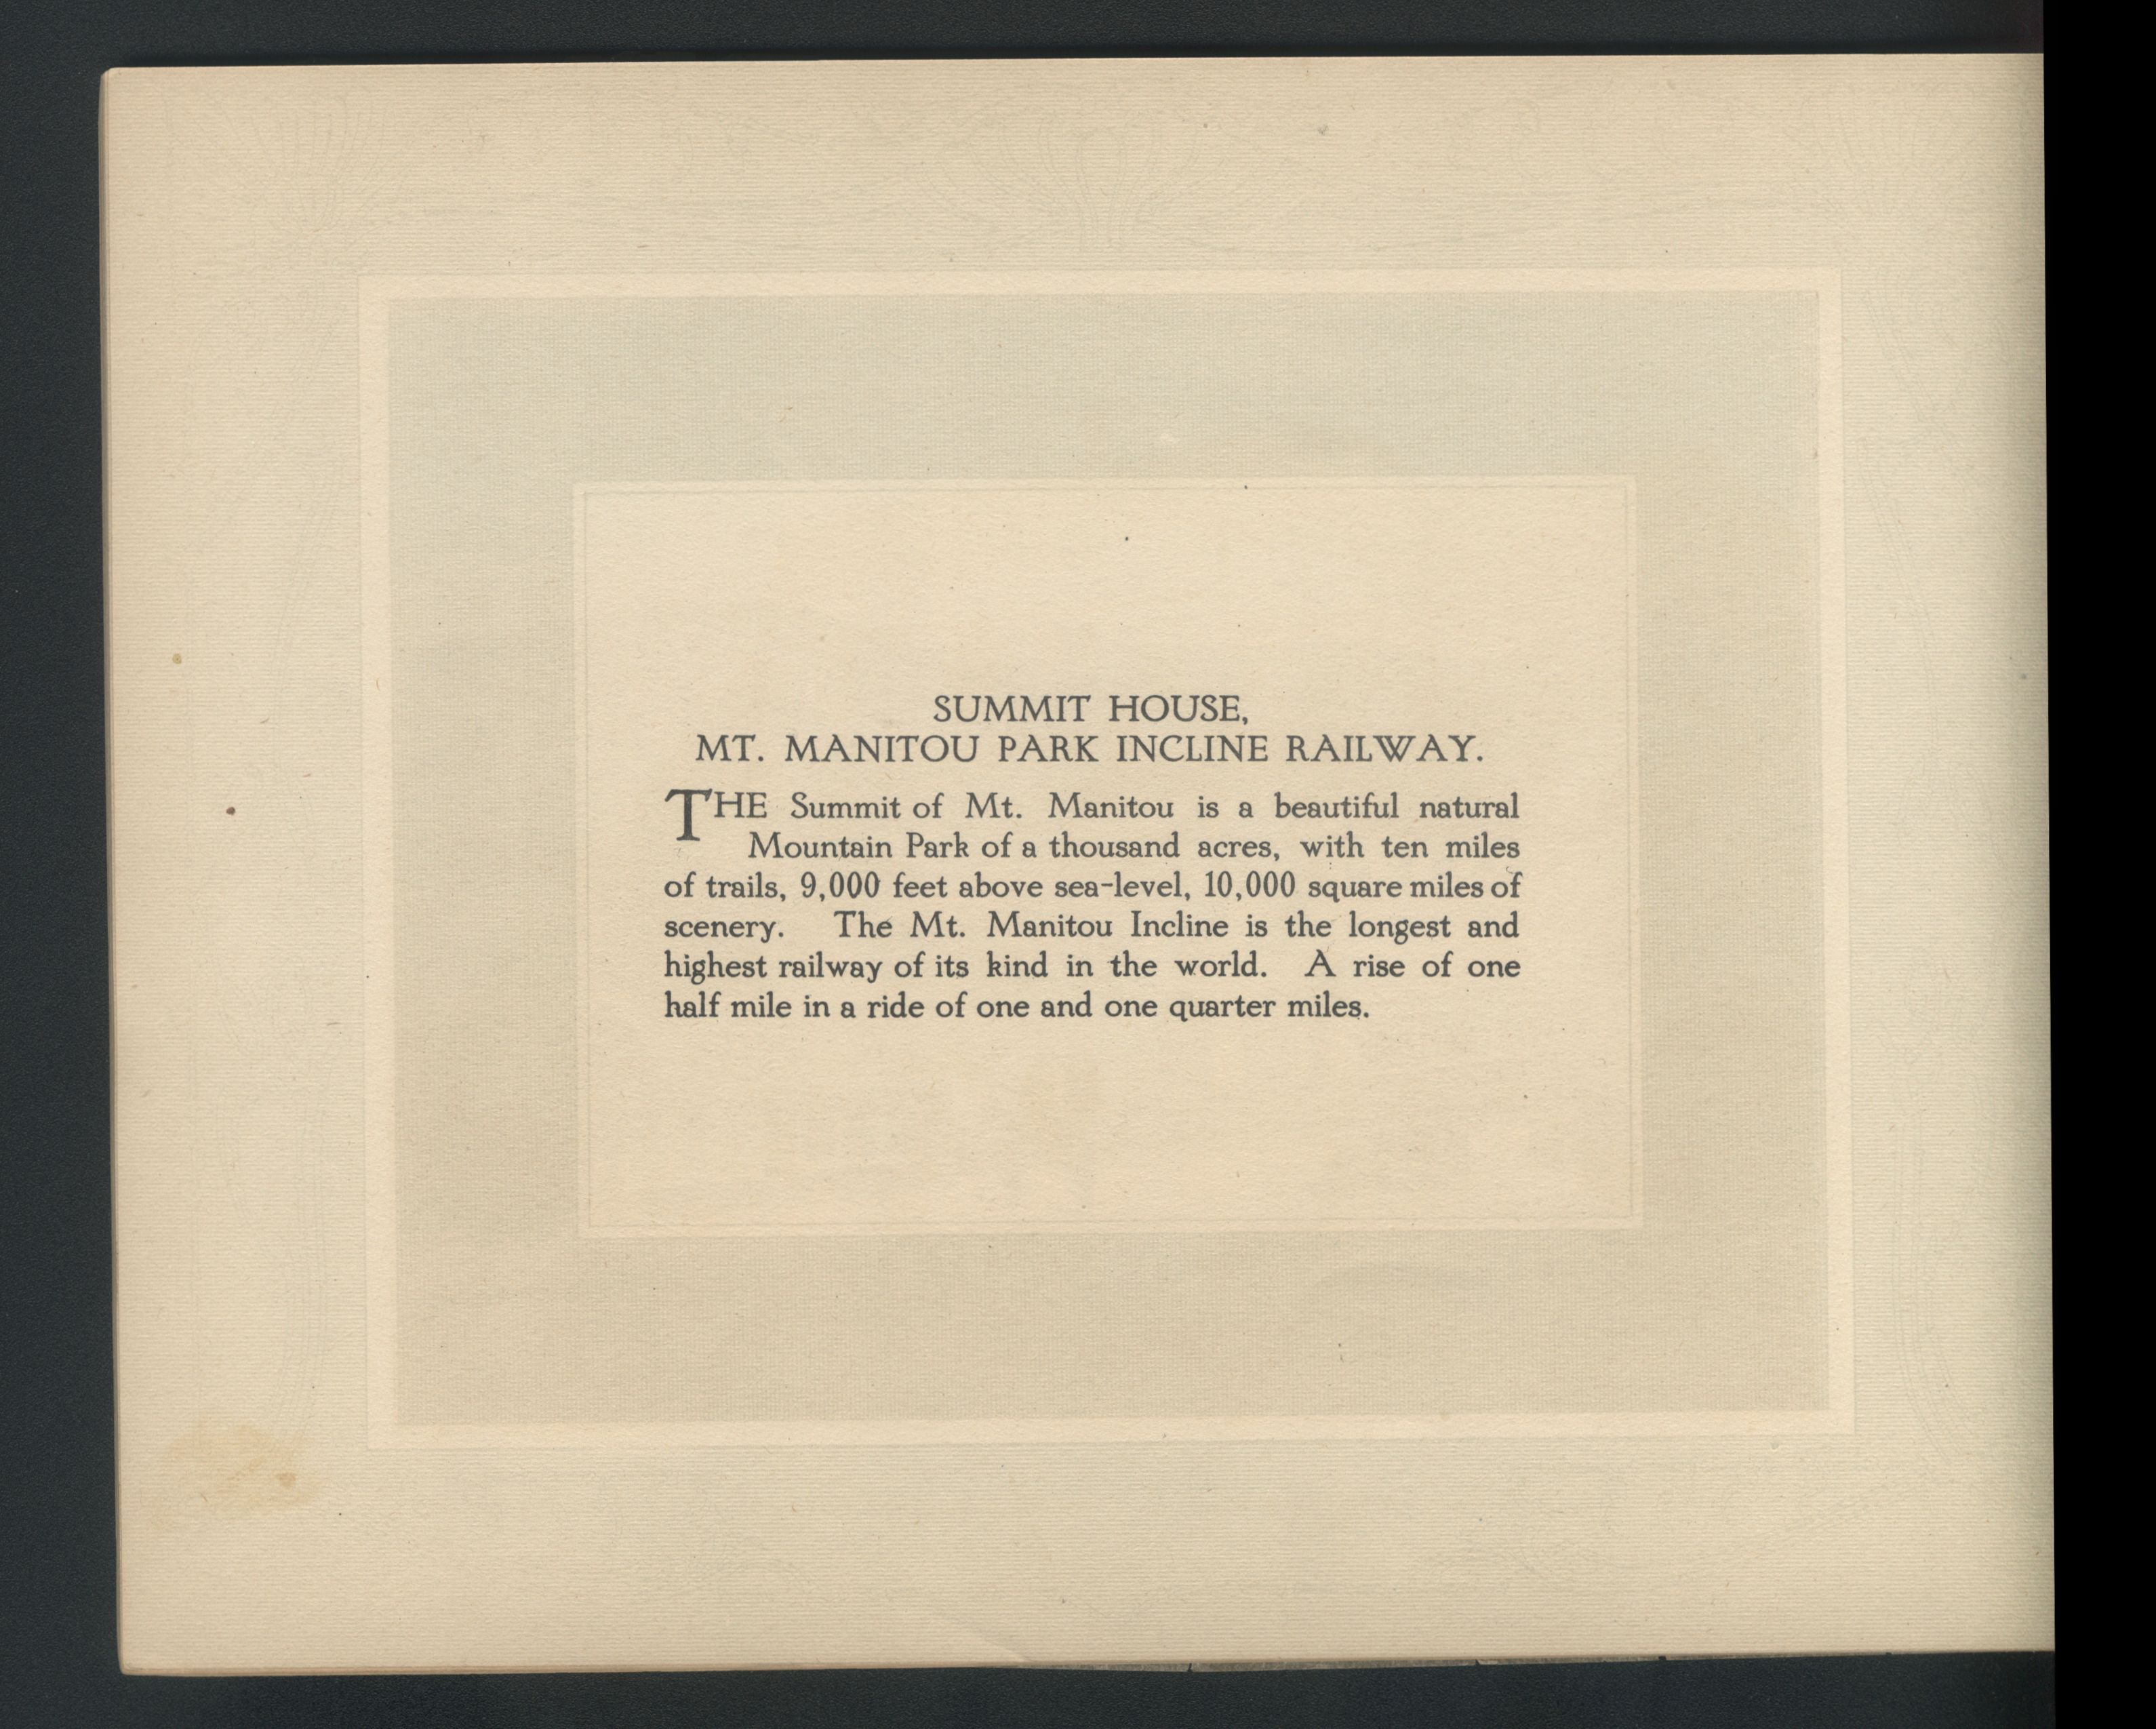 SUMMIT HOUSE,
MT. MANITOU PARK INCLINE RAILWAY.
THE Summit of Mt. Manitou is a beautiful natural
Mountain Park of a thousand acres, with ten miles
of trails, 9,000 feet above sea-level, 10,000 square miles of
scenery. The Mt. Manitou Incline is the longest and
highest railway of its kind in the world. A rise of one
half mile in a ride of one and one quarter miles.